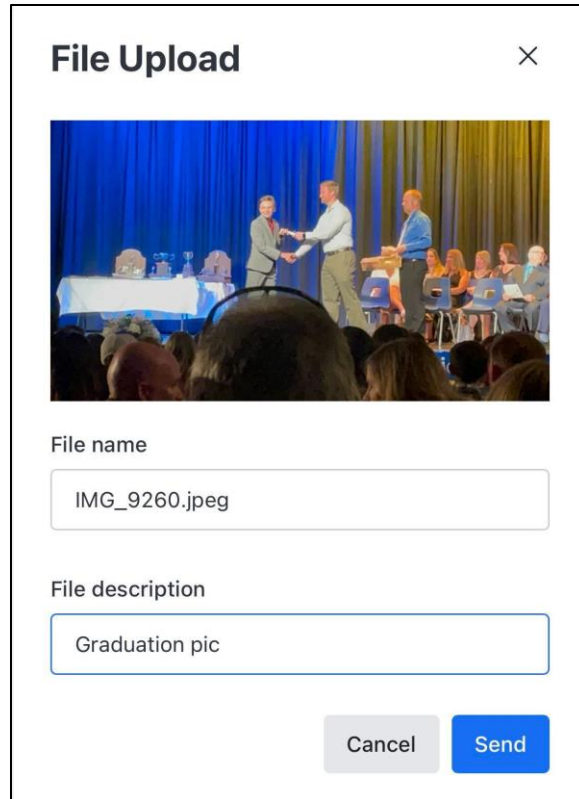 File Upload
File name
IMG_9260.jpeg
File description
Graduation pic
Cancel
Send